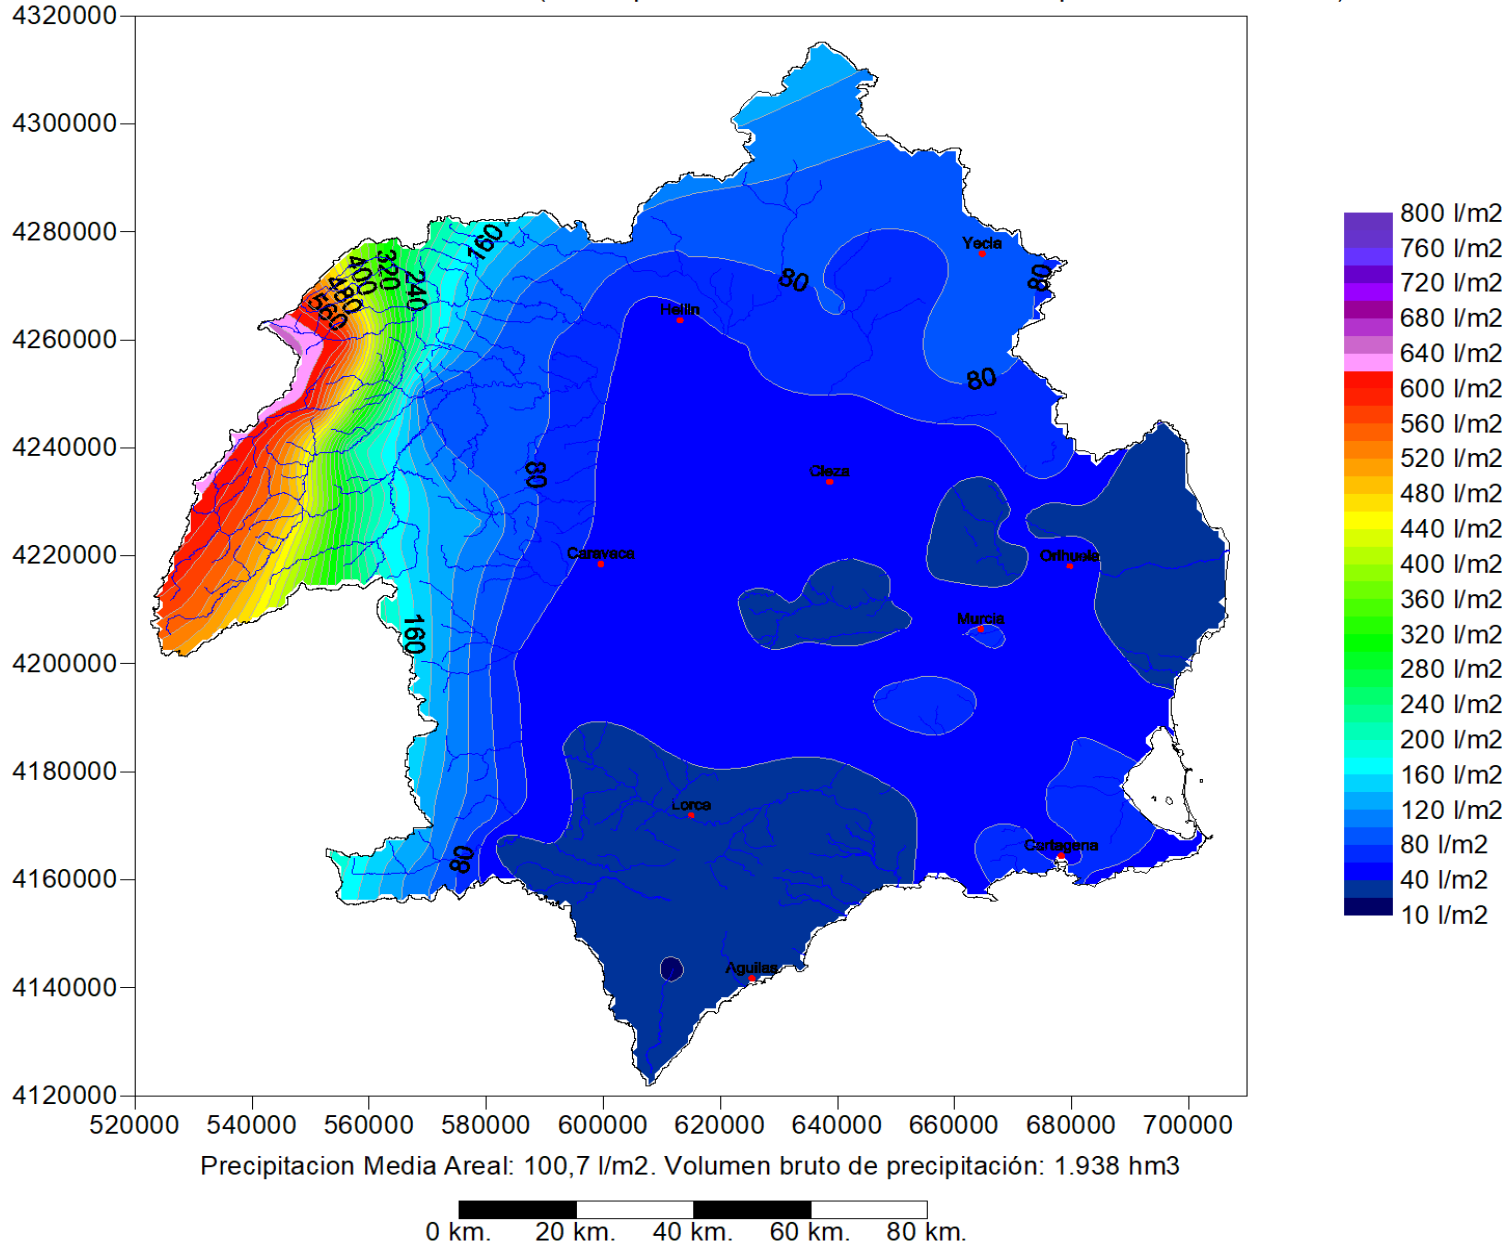 4320000
4300000
4280000
4260000
4240000
4220000
4200000
4180000
4160000
4140000
4120000
520000 540000 560000 580000 600000 620000 640000 660000 680000 700000
160
240
320
400
480
560
80
80
80
80
160
80
Yecla
Hellin
Cieza
Caravaca
Orihuela
Murcia
Lorca
Cartagena
Aguilas
800 l/m2
760 l/m2
720 l/m2
680 l/m2
640 l/m2
600 l/m2
560 l/m2
520 l/m2
480 l/m2
440 l/m2
400 l/m2
360 l/m2
320 l/m2
280 l/m2
240 l/m2
200 l/m2
160 l/m2
120 l/m2
80 l/m2
40 l/m2
10 l/m2
Precipitacion Media Areal: 100,7 l/m2. Volumen bruto de precipitación: 1.938 hm3
0 km. 20 km. 40 km. 60 km. 80 km.